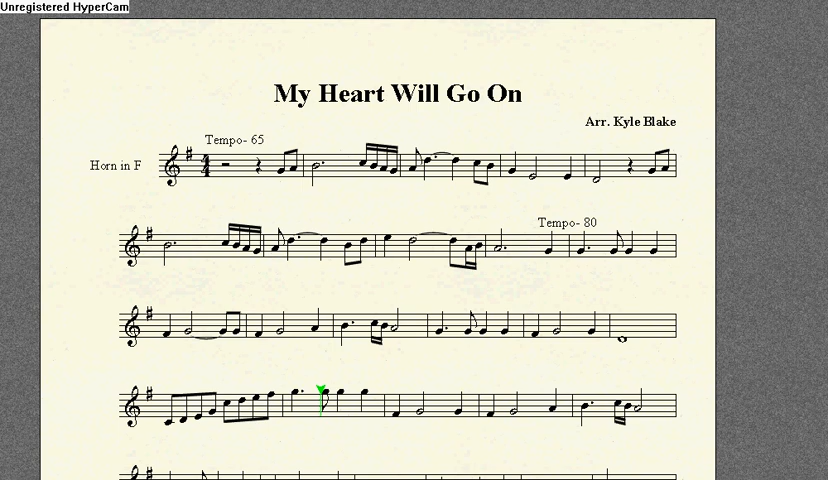 Unregistered HyperCam
My Heart Will Go On
Arr. Kyle Blake
Tempo- 65
Horn in F
4
4
Tempo- 80